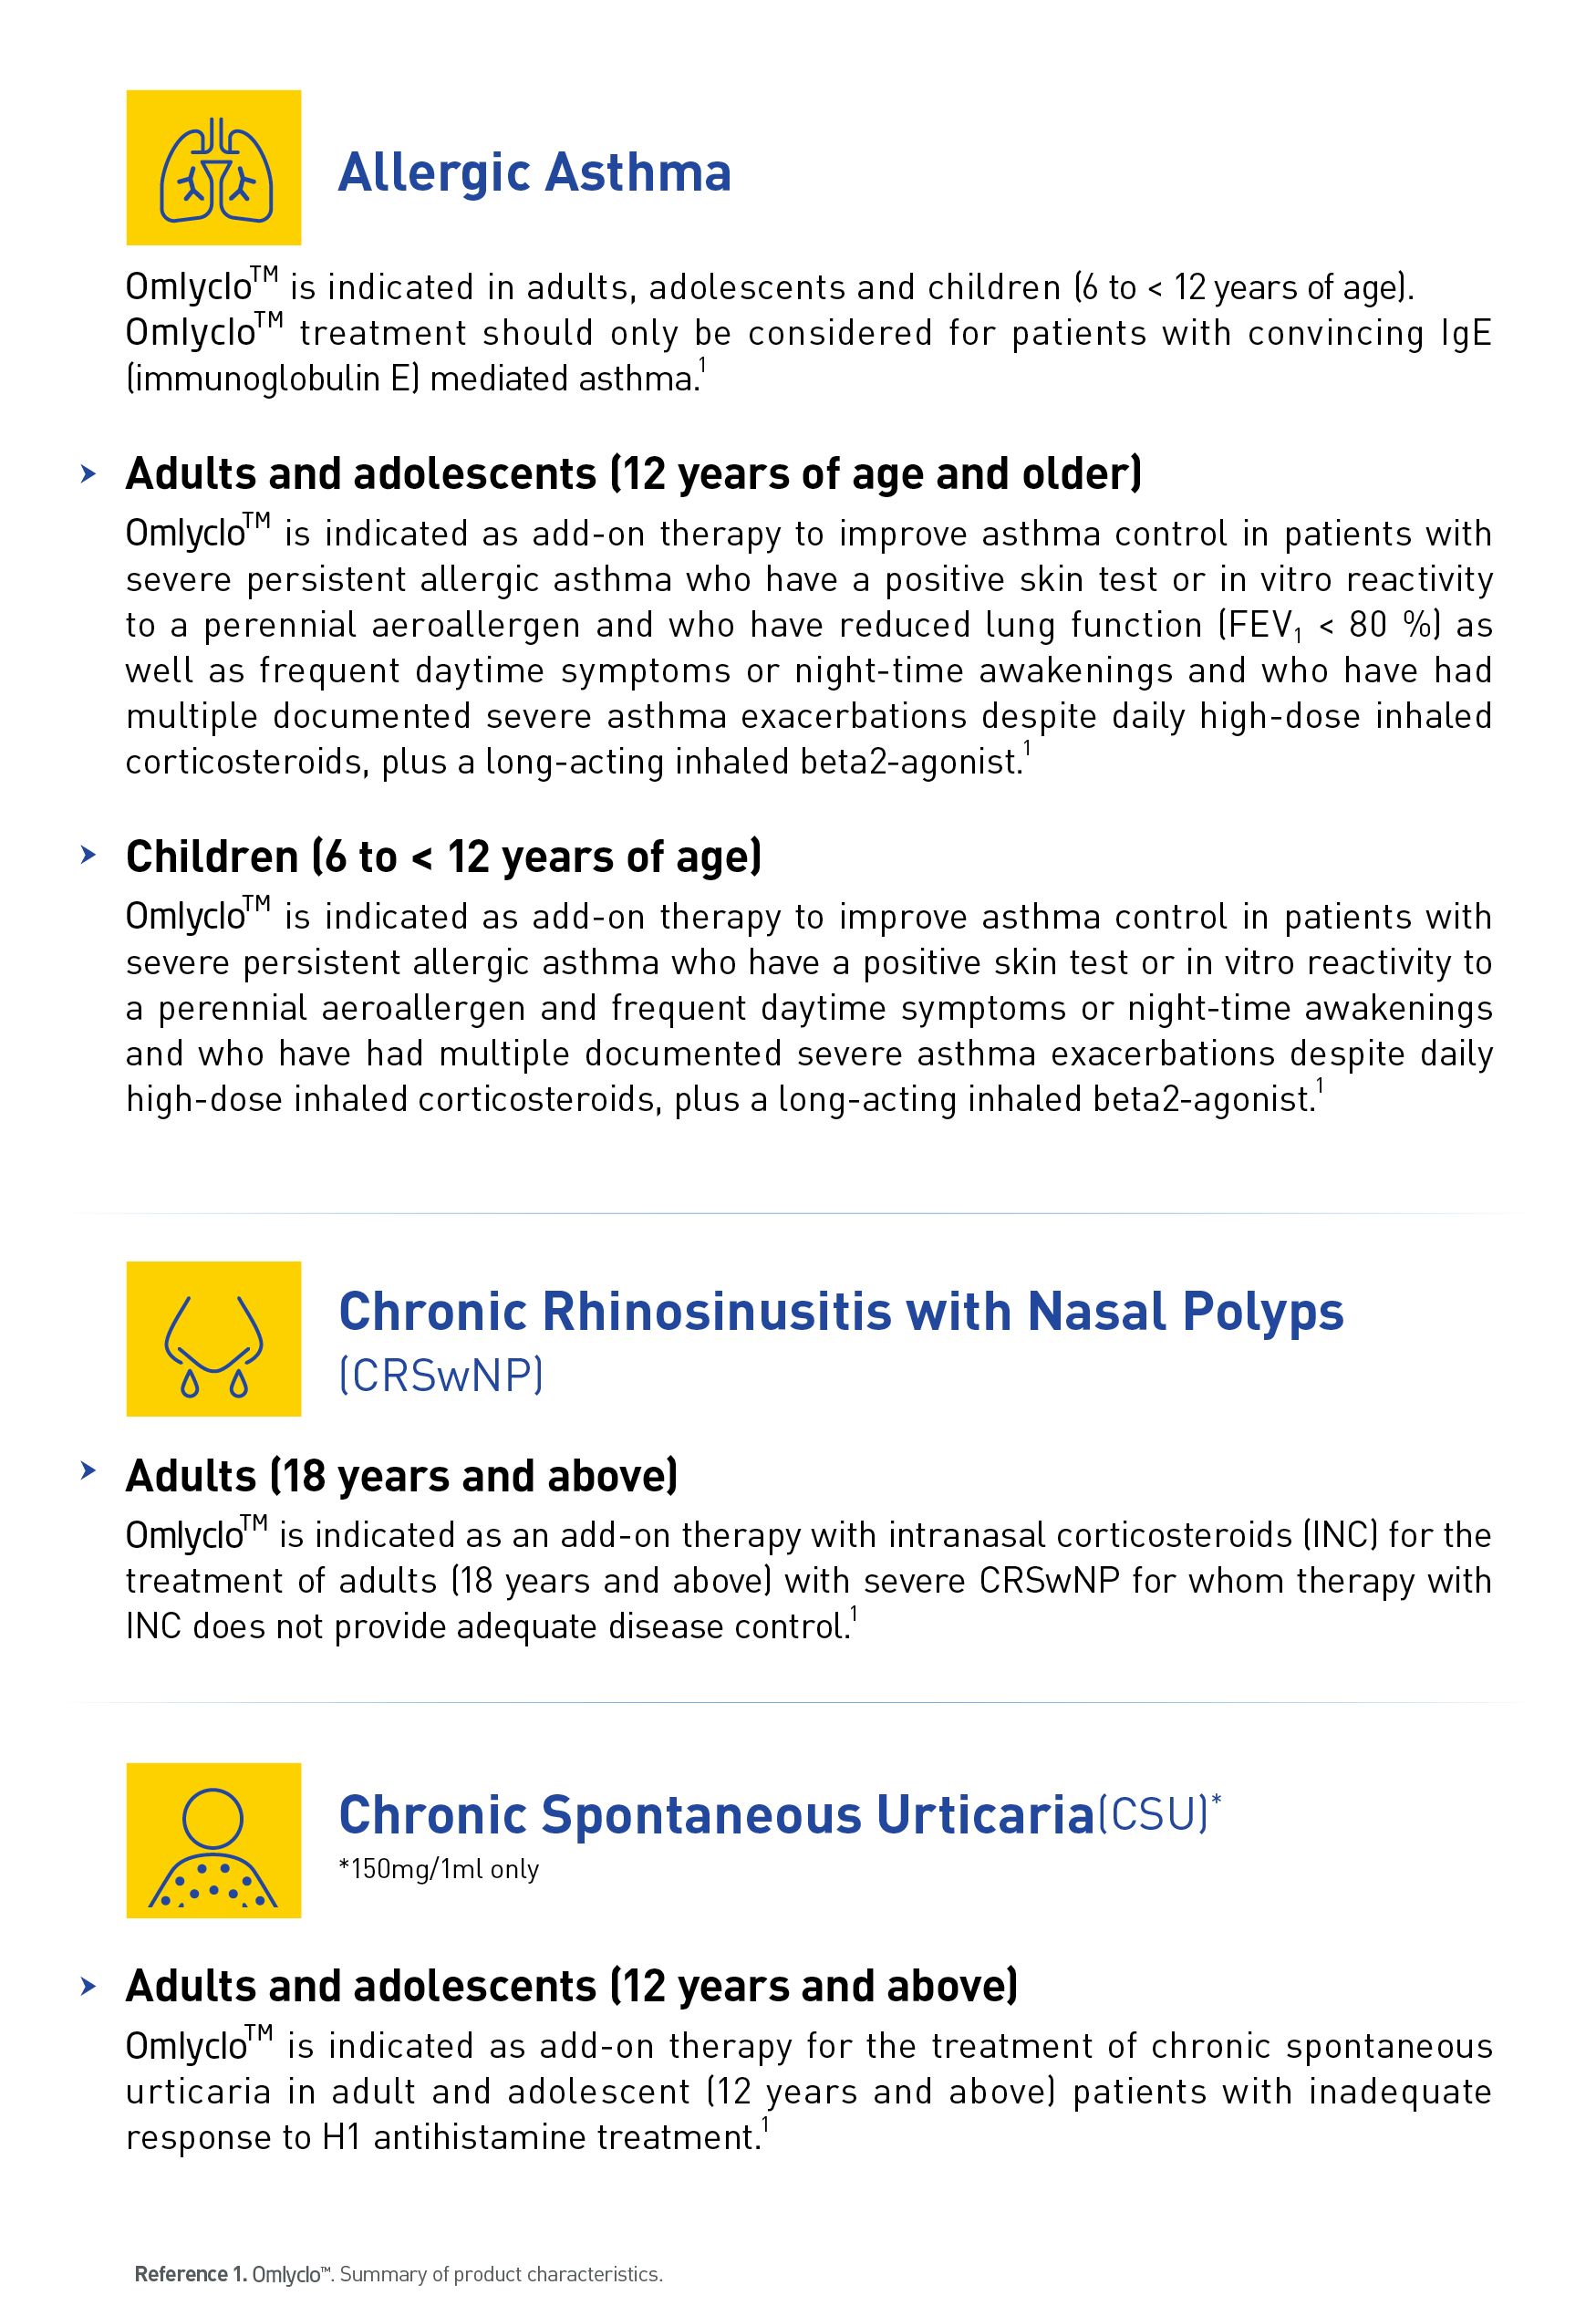 Allergic Asthma
Omlyclo™ is indicated in adults, adolescents and children (6 to < 12 years of age).
Omlyclo™ treatment should only be considered for patients with convincing IgE
(immunoglobulin E) mediated asthma.¹
Adults and adolescents (12 years of age and older)
Omlyclo™ is indicated as add-on therapy to improve asthma control in patients with
severe persistent allergic asthma who have a positive skin test or in vitro reactivity
to a perennial aeroallergen and who have reduced lung function (FEV₁ < 80 %) as
well as frequent daytime symptoms or night-time awakenings and who have had
multiple documented severe asthma exacerbations despite daily high-dose inhaled
corticosteroids, plus a long-acting inhaled beta2-agonist.¹
Children (6 to < 12 years of age)
Omlyclo™ is indicated as add-on therapy to improve asthma control in patients with
severe persistent allergic asthma who have a positive skin test or in vitro reactivity to
a perennial aeroallergen and frequent daytime symptoms or night-time awakenings
and who have had multiple documented severe asthma exacerbations despite daily
high-dose inhaled corticosteroids, plus a long-acting inhaled beta2-agonist.¹
Chronic Rhinosinusitis with Nasal Polyps
(CRSwNP)
Adults (18 years and above)
Omlyclo™ is indicated as an add-on therapy with intranasal corticosteroids (INC) for the
treatment of adults (18 years and above) with severe CRSwNP for whom therapy with
INC does not provide adequate disease control.¹
Chronic Spontaneous Urticaria(CSU)*
*150mg/1ml only
Adults and adolescents (12 years and above)
Omlyclo™ is indicated as add-on therapy for the treatment of chronic spontaneous
urticaria in adult and adolescent (12 years and above) patients with inadequate
response to H1 antihistamine treatment.¹
Reference 1. Omlyclo™. Summary of product characteristics.